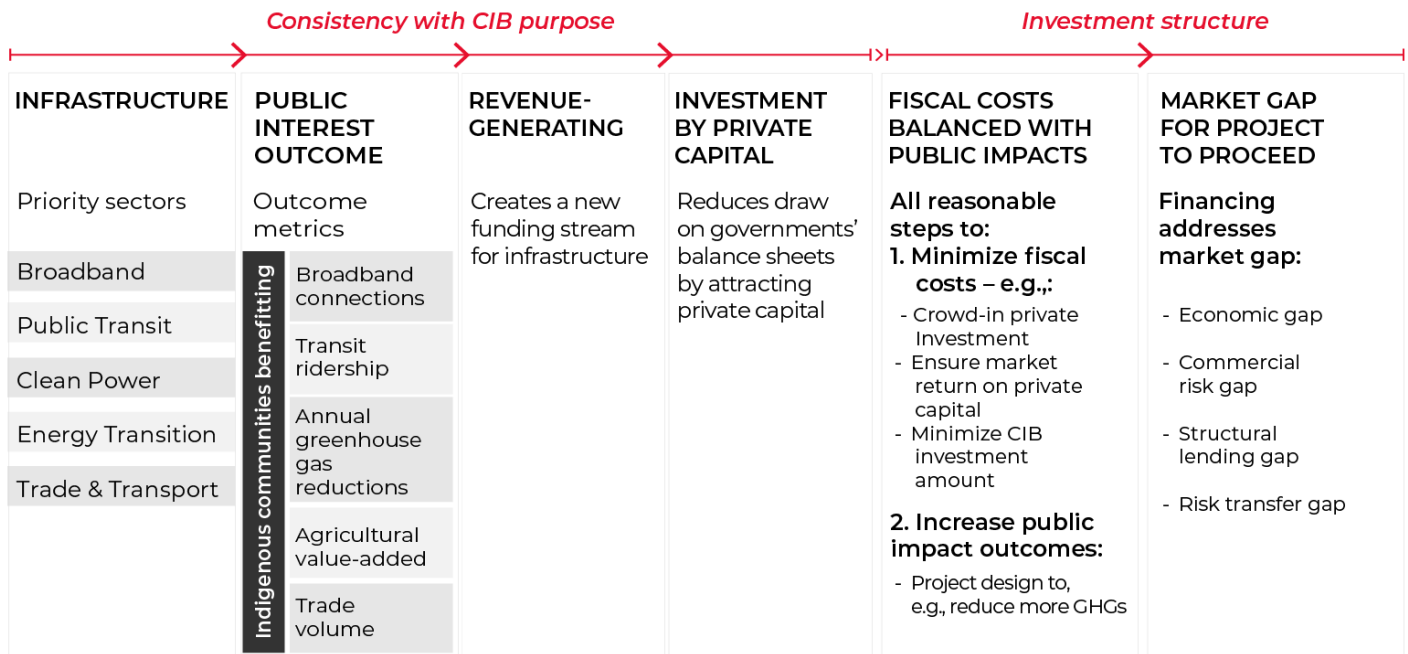 Consistency with CIB purpose
Investment structure
INFRASTRUCTURE
Priority sectors
Broadband
Public Transit
Clean Power
Energy Transition
Trade & Transport
PUBLIC
INTEREST
OUTCOME
Outcome
metrics
Indigenous communities benefitting
Broadband
connections
Transit
ridership
Annual
greenhouse
gas
reductions
Agricultural
value-added
Trade
volume
REVENUE-
GENERATING
Creates a new
funding stream
for infrastructure
INVESTMENT
BY PRIVATE
CAPITAL
Reduces draw
on governments’
balance sheets
by attracting
private capital
FISCAL COSTS
BALANCED WITH
PUBLIC IMPACTS
All reasonable
steps to:
1. Minimize fiscal
costs – e.g.,:
- Crowd-in private
Investment
- Ensure market
return on private
capital
- Minimize CIB
investment
amount
2. Increase public
impact outcomes:
- Project design to,
e.g., reduce more GHGs
MARKET GAP
FOR PROJECT
TO PROCEED
Financing
addresses
market gap:
- Economic gap
- Commercial
risk gap
- Structural
lending gap
- Risk transfer gap